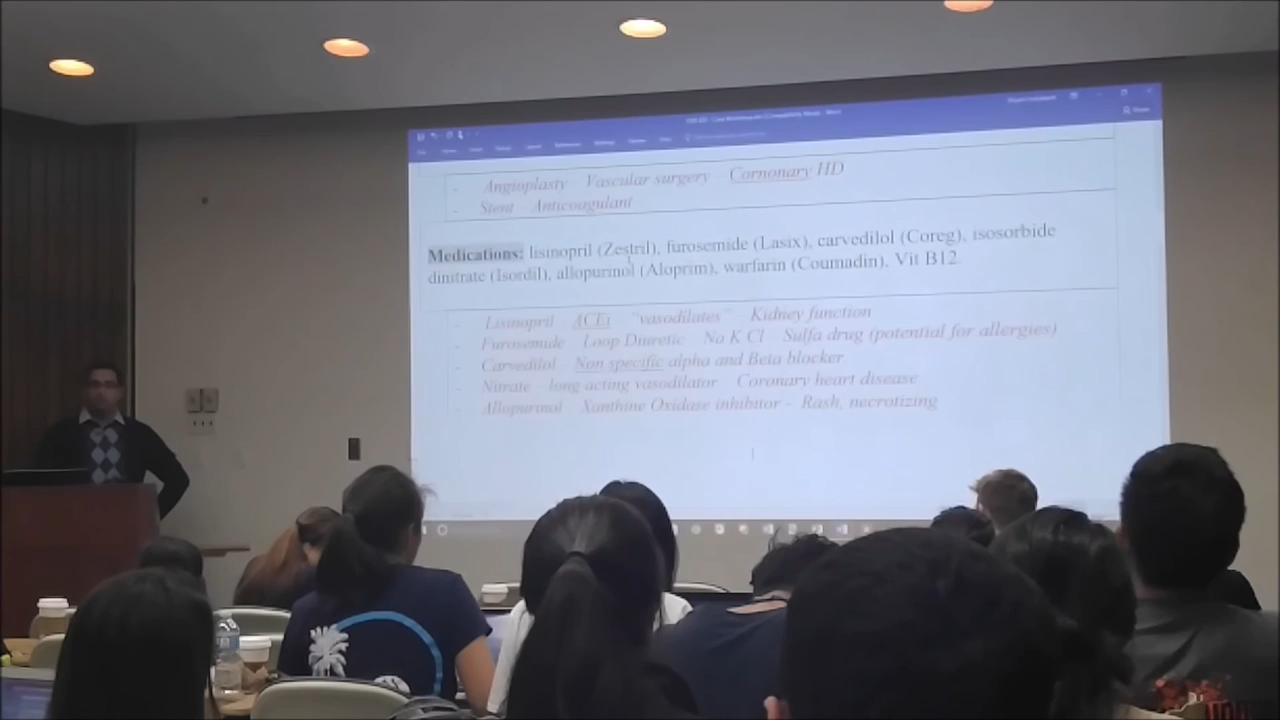 - Angioplasty Vascular surgery Cornonary HD
- Stent Anticoagulant
Medications: lisinopril (Zestril), furosemide (Lasix), carvedilol (Coreg), isosorbide
dinitrate (Isordil), allopurinol (Aloprim), warfarin (Coumadin), Vit B12
- Lisinopril ACEi "vasodilates" Kidney function
- Furosemide Loop Diuretic Na K Cl Sulfa drug (potential for allergies)
- Carvedilol Non specific alpha and Beta blocker
- Nitrate long acting vasodilator Coronary heart disease
- Allopurinol Xanthine Oxidase inhibitor - Rash, necrotizing